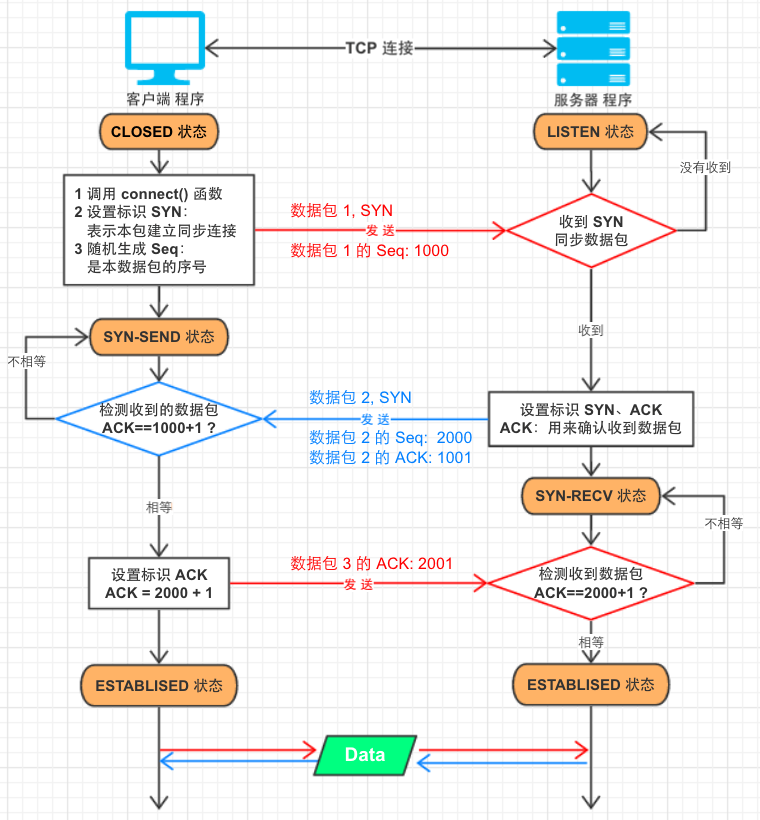 TCP 连接
客户端 程序
服务器 程序
CLOSED 状态
LISTEN 状态
没有收到
1 调用 connect() 函数
2 设置标识 SYN：
表示本包建立同步连接
3 随机生成 Seq：
是本数据包的序号
数据包 1, SYN
发 送
数据包 1 的 Seq: 1000
收到 SYN
同步数据包
收到
SYN-SEND 状态
不相等
检测收到的数据包
ACK==1000+1 ?
数据包 2, SYN
发 送
数据包 2 的 Seq: 2000
数据包 2 的 ACK: 1001
设置标识 SYN、ACK
ACK：用来确认收到数据包
SYN-RECV 状态
不相等
相等
设置标识 ACK
ACK = 2000 + 1
数据包 3 的 ACK: 2001
发 送
检测收到数据包
ACK==2000+1 ?
相等
ESTABLISED 状态
ESTABLISED 状态
Data